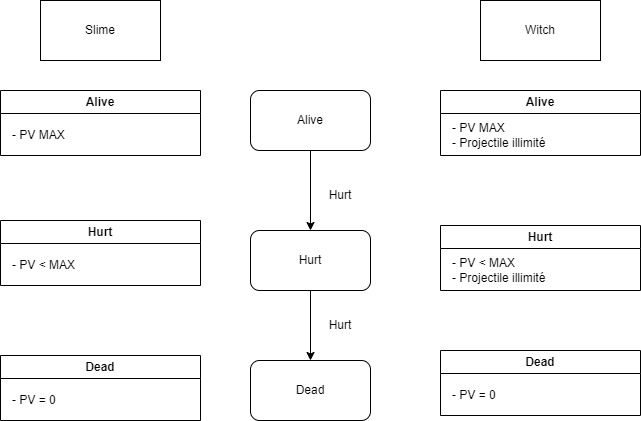 Slime
Witch
Alive
- PV MAX
Alive
Alive
- PV MAX
- Projectile illimité
Hurt
Hurt
- PV < MAX
Hurt
Hurt
- PV < MAX
- Projectile illimité
Hurt
Dead
- PV = 0
Dead
Dead
- PV = 0